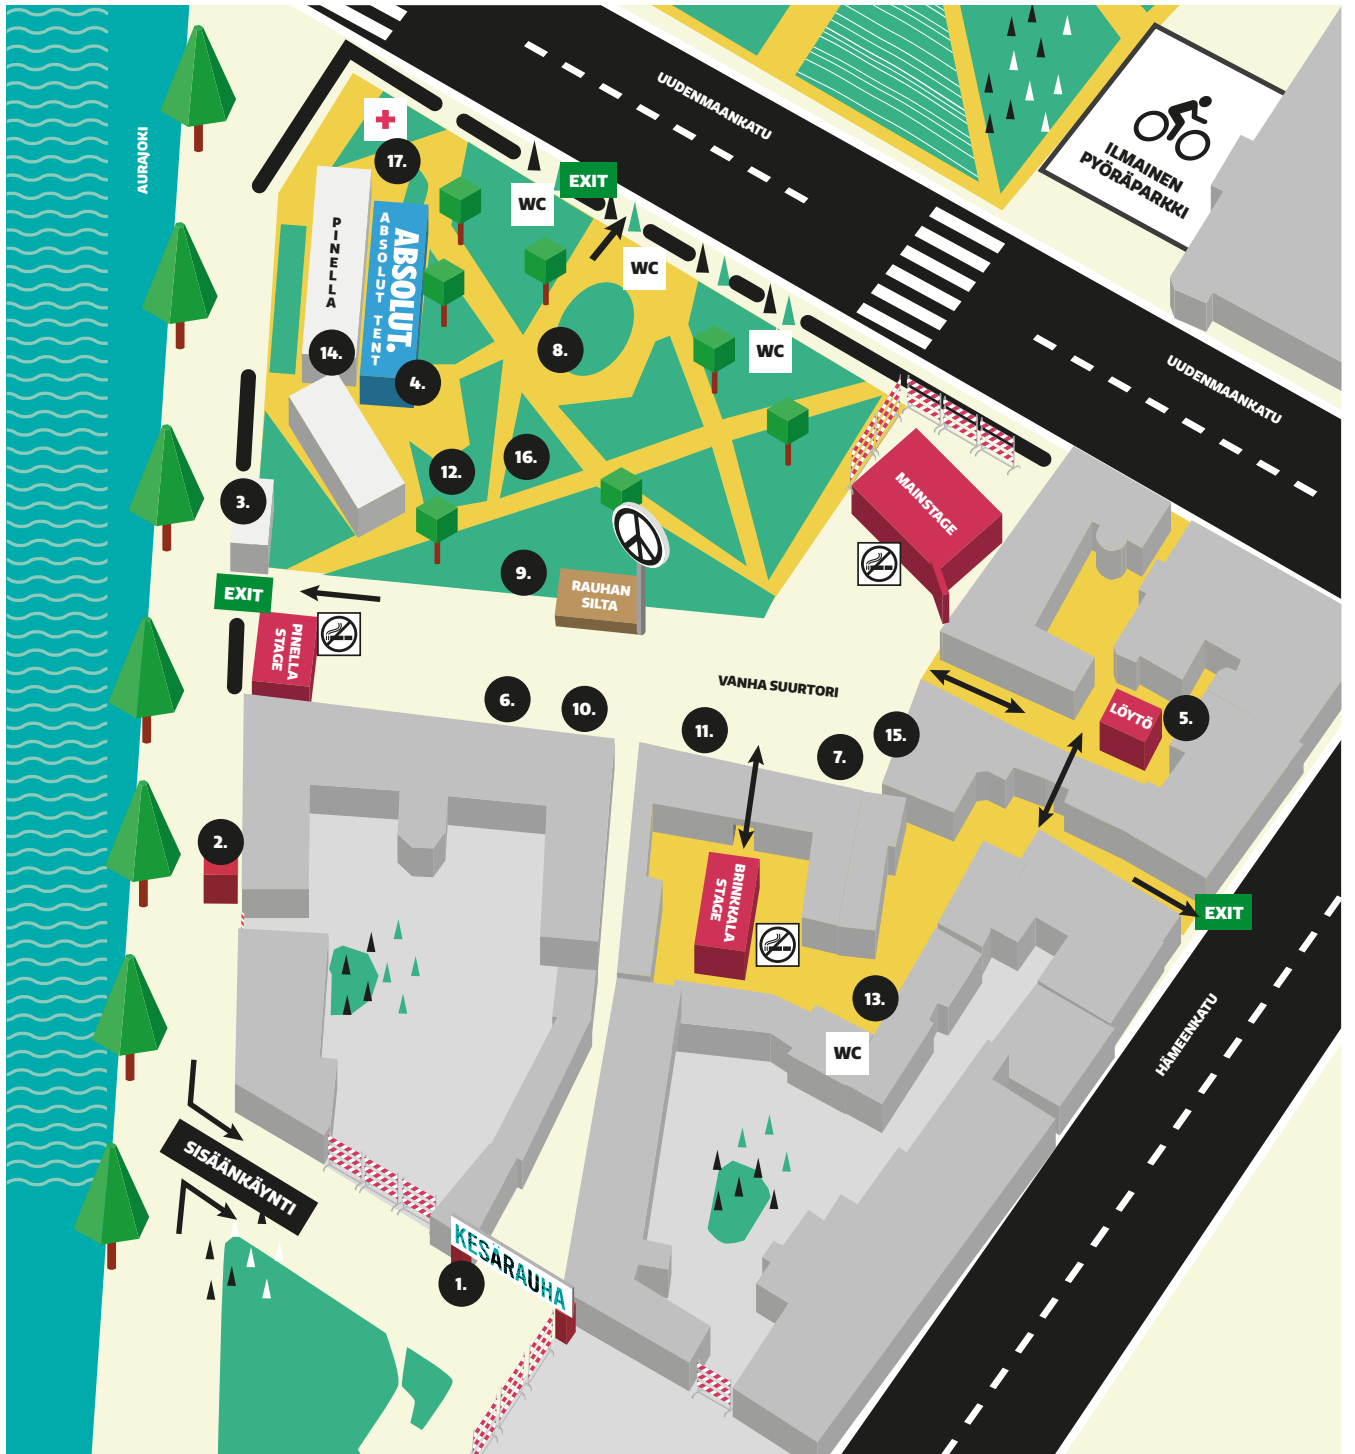 UUDENMAANKATU
AURAJOKI
ILMAINEN
PYÖRÄPARKKI
17.
EXIT
WC
WC
PINELLA
ABSOLUT TENT
ABSOLUT.
14.
4.
8.
WC
UUDENMAANKATU
12.
16.
3.
MAINSTAGE
9.
RAUHAN
SILTA
EXIT
PINELLA
STAGE
VANHA SUURTORI
6.
10.
11.
7.
15.
LÖYTÖ
5.
2.
BRINKKALA
STAGE
EXIT
13.
WC
HÄMEENKATU
SISÄÄNKÄYNTI
KESÄRAUHA
1.